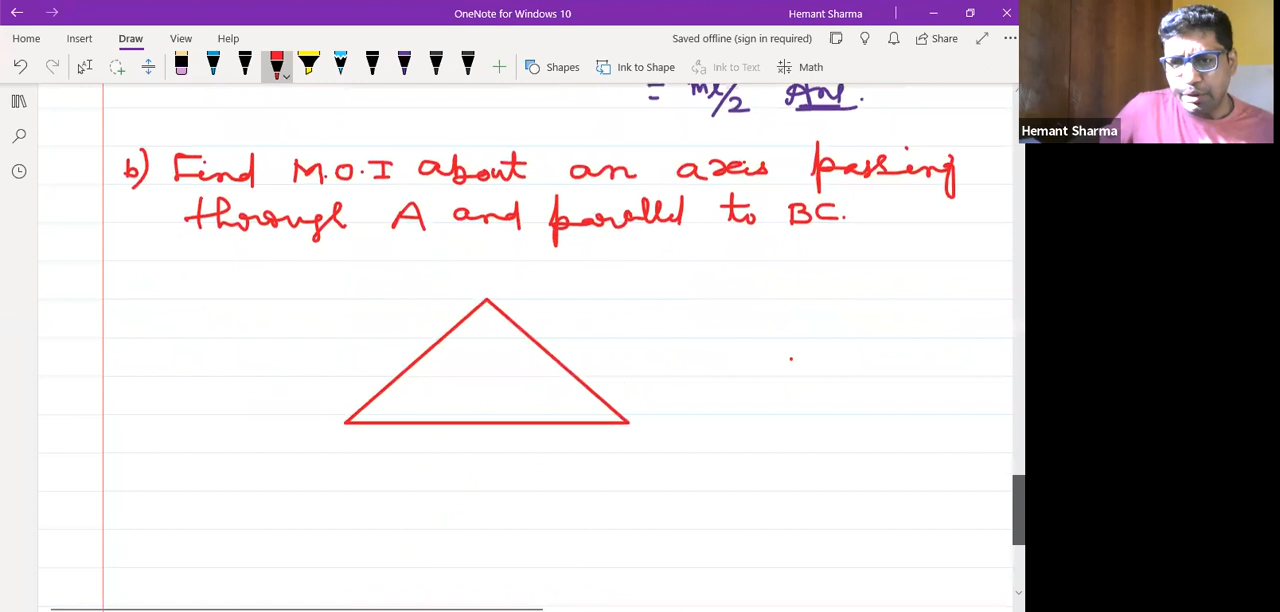 OneNote for Windows 10
Hemant Sharma
Home Insert Draw View Help
Saved offline (sign in required)
Share
Shapes Ink to Shape Ink to Text Math
= ml²/2 Ans.
b) Find M.O.I about an axis passing
through A and parallel to BC.
Hemant Sharma